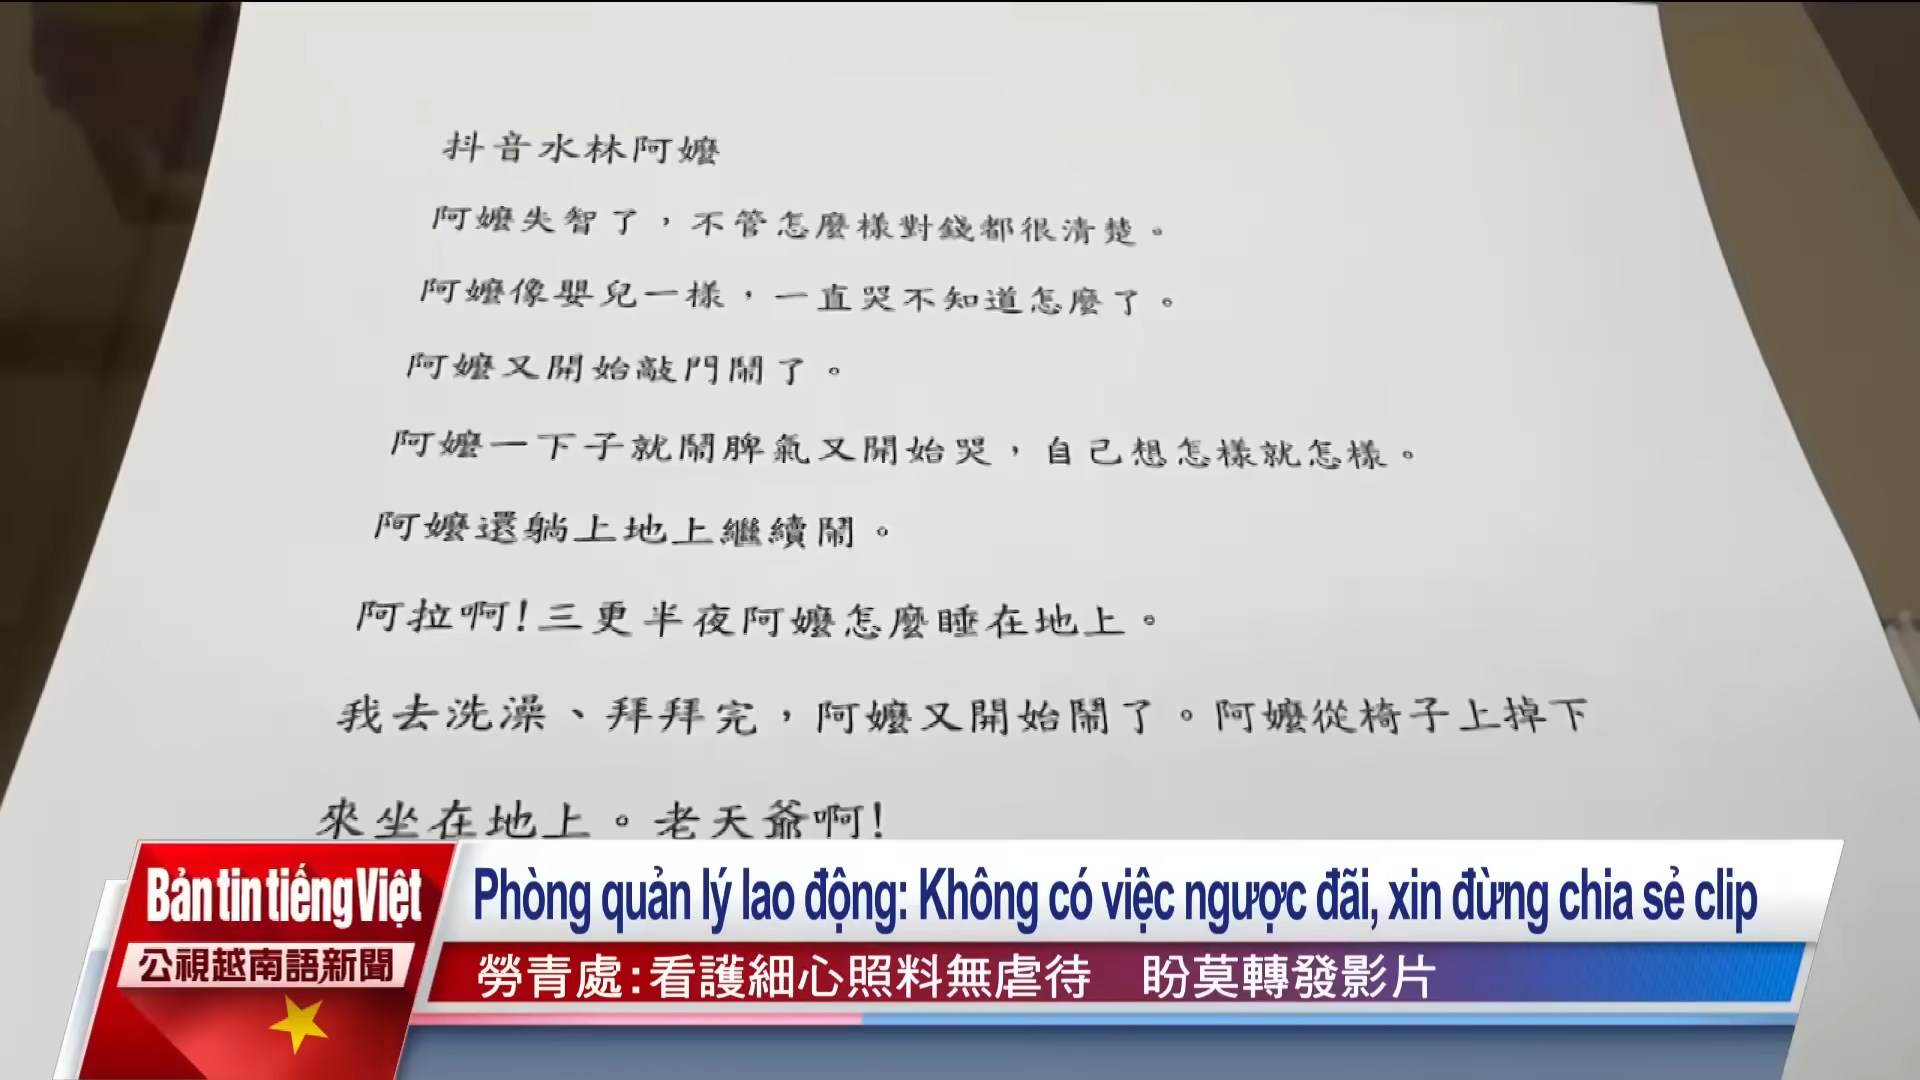 抖音水林阿嬤
阿嬤失智了，不管怎麼樣對錢都很清楚。
阿嬤像嬰兒一樣，一直哭不知道怎麼了。
阿嬤又開始敲門鬧了。
阿嬤一下子就鬧脾氣又開始哭，自己想怎樣就怎樣。
阿嬤還躺上地上繼續鬧。
阿拉啊!三更半夜阿嬤怎麼睡在地上。
我去洗澡、拜拜完，阿嬤又開始鬧了。阿嬤從椅子上掉下
來坐在地上。老天爺啊!
Bản tin tiếng Việt
公視越南語新聞
Phòng quản lý lao động: Không có việc ngược đãi, xin đừng chia sẻ clip
勞青處:看護細心照料無虐待 盼莫轉發影片